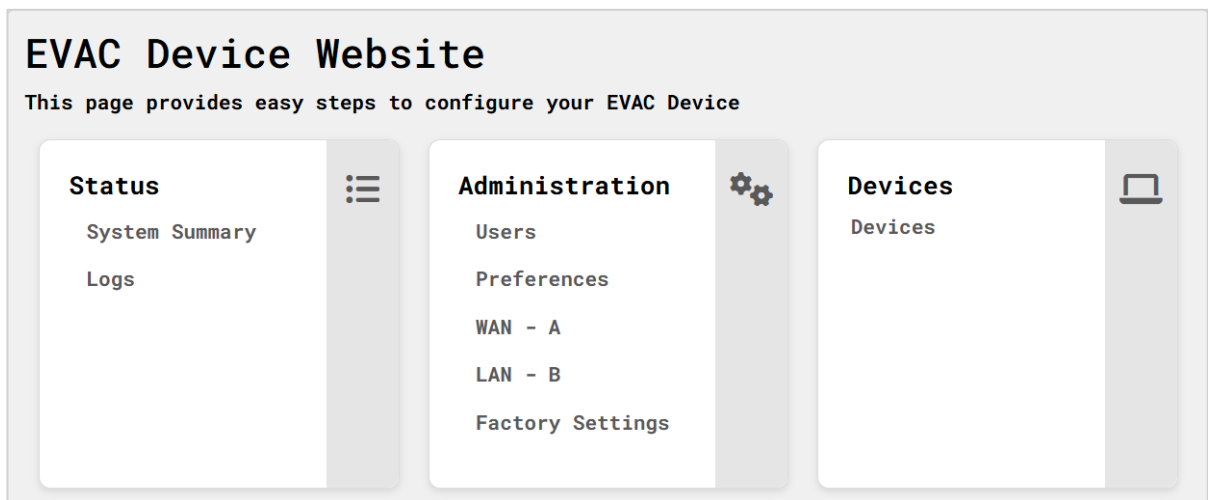 EVAC Device Website
This page provides easy steps to configure your EVAC Device
Status
System Summary
Logs
Administration
Users
Preferences
WAN - A
LAN - B
Factory Settings
Devices
Devices